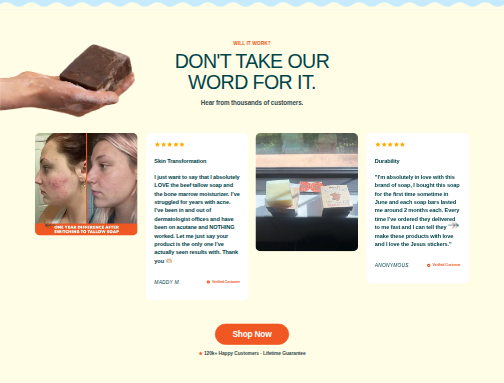 WILL IT WORK?
DON'T TAKE OUR
WORD FOR IT.
Hear from thousands of customers.
ONE YEAR DIFFERENCE AFTER
SWITCHING TO TALLOW SOAP
Skin Transformation
I just want to say that I absolutely
LOVE the beef tallow soap and
the bone marrow moisturizer. I've
struggled for years with acne.
I've been in and out of
dermatologist offices and have
been on acutane and NOTHING
worked. Let me just say your
product is the only one I've
actually seen results with. Thank
you
MADDY M.
Verified Customer
Durability
"I'm absolutely in love with this
brand of soap, I bought this soap
for the first time sometime in
June and each soap bars lasted
me around 2 months each. Every
time I've ordered they delivered
to me fast and I can tell they
make these products with love
and I love the Jesus stickers."
ANONYMOUS
Verified Customer
Shop Now
★ 120k+ Happy Customers · Lifetime Guarantee